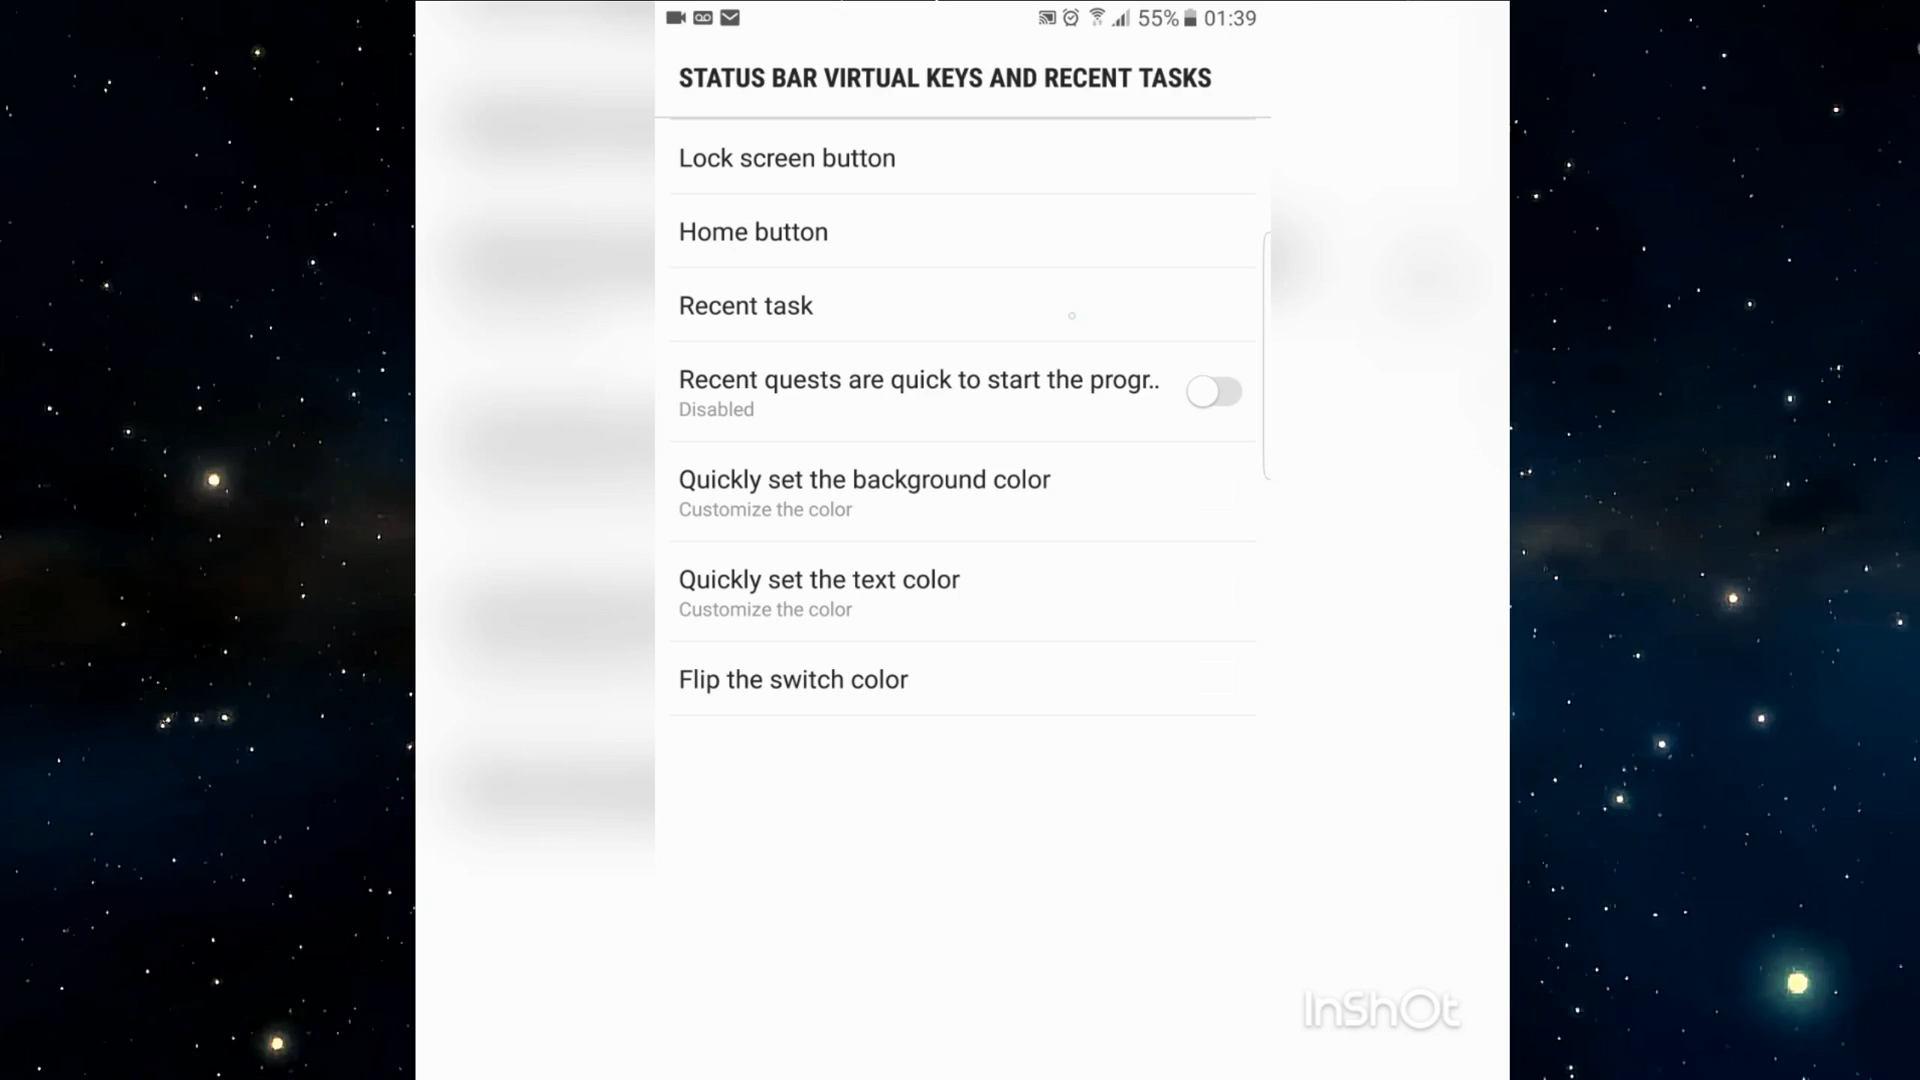 55% 01:39
STATUS BAR VIRTUAL KEYS AND RECENT TASKS
Lock screen button
Home button
Recent task
Recent quests are quick to start the progr..
Disabled
Quickly set the background color
Customize the color
Quickly set the text color
Customize the color
Flip the switch color
InShOt